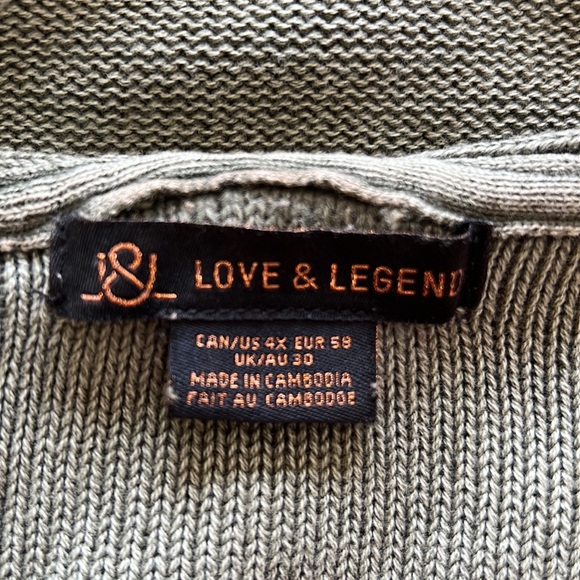 L&L LOVE & LEGEND
CAN/US 4X EUR 58
UK/AU 30
MADE IN CAMBODIA
FAIT AU CAMBODGE